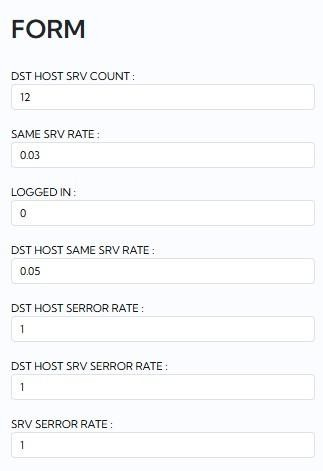 FORM
DST HOST SRV COUNT :
12
SAME SRV RATE :
0.03
LOGGED IN :
0
DST HOST SAME SRV RATE :
0.05
DST HOST SERROR RATE :
1
DST HOST SRV SERROR RATE :
1
SRV SERROR RATE :
1